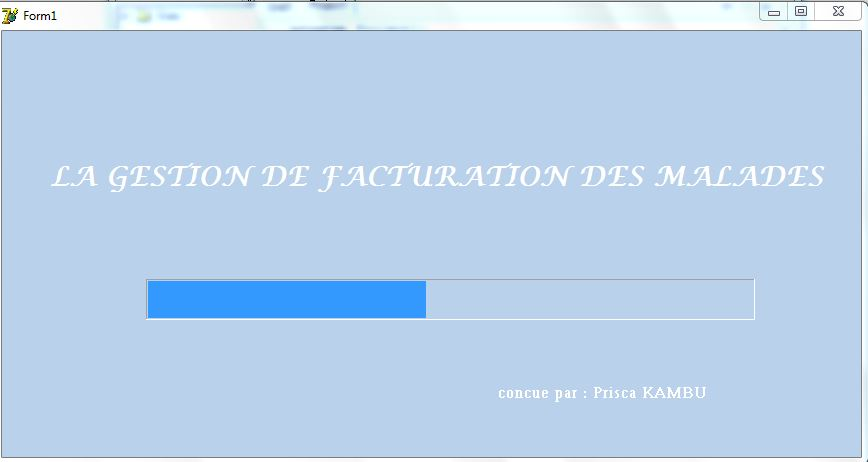 Form1
LA GESTION DE FACTURATION DES MALADES
concue par : Prisca KAMBU